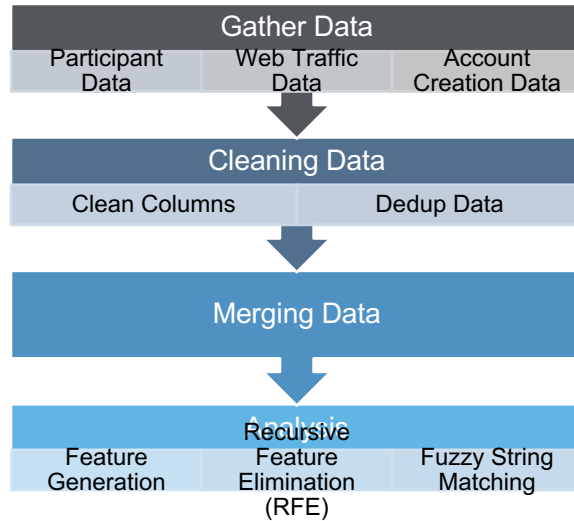 Gather Data
Participant Data
Web Traffic Data
Account Creation Data
Cleaning Data
Clean Columns
Dedup Data
Merging Data
Analysis
Feature Generation
Recursive Feature Elimination (RFE)
Fuzzy String Matching